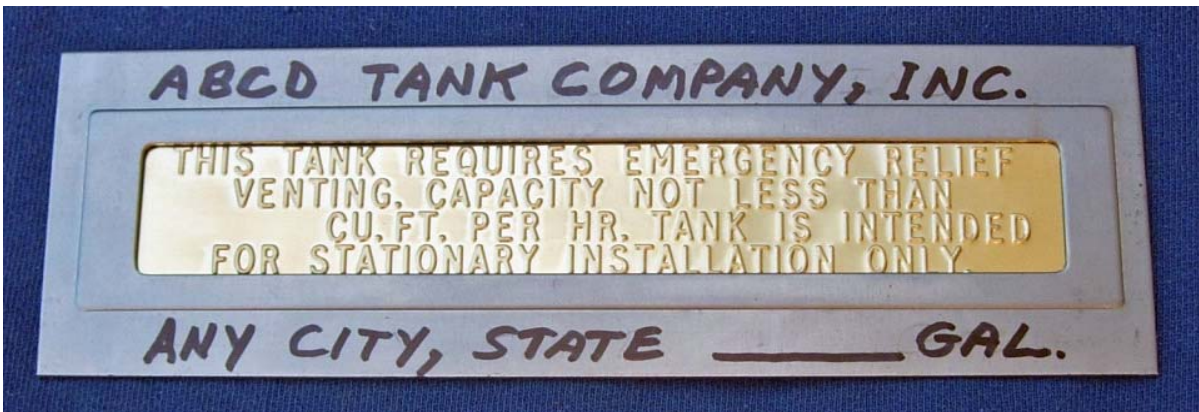 ABCD TANK COMPANY, INC.
THIS TANK REQUIRES EMERGENCY RELIEF
VENTING. CAPACITY NOT LESS THAN
CU. FT. PER HR. TANK IS INTENDED
FOR STATIONARY INSTALLATION ONLY.
ANY CITY, STATE ______ GAL.